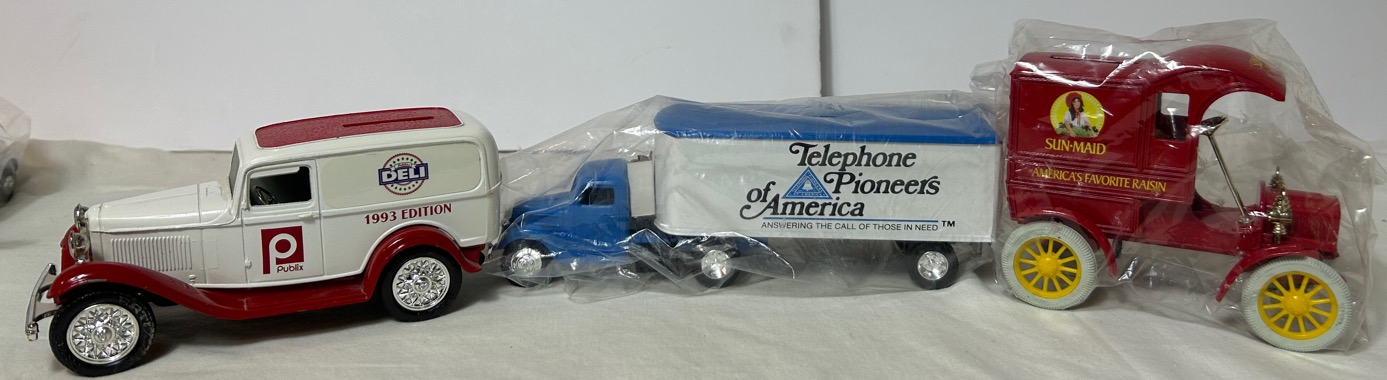 DELI
1993 EDITION
P
Publix
Telephone
Pioneers
of America
ANSWERING THE CALL OF THOSE IN NEED ™
SUN-MAID
AMERICA'S FAVORITE RAISIN